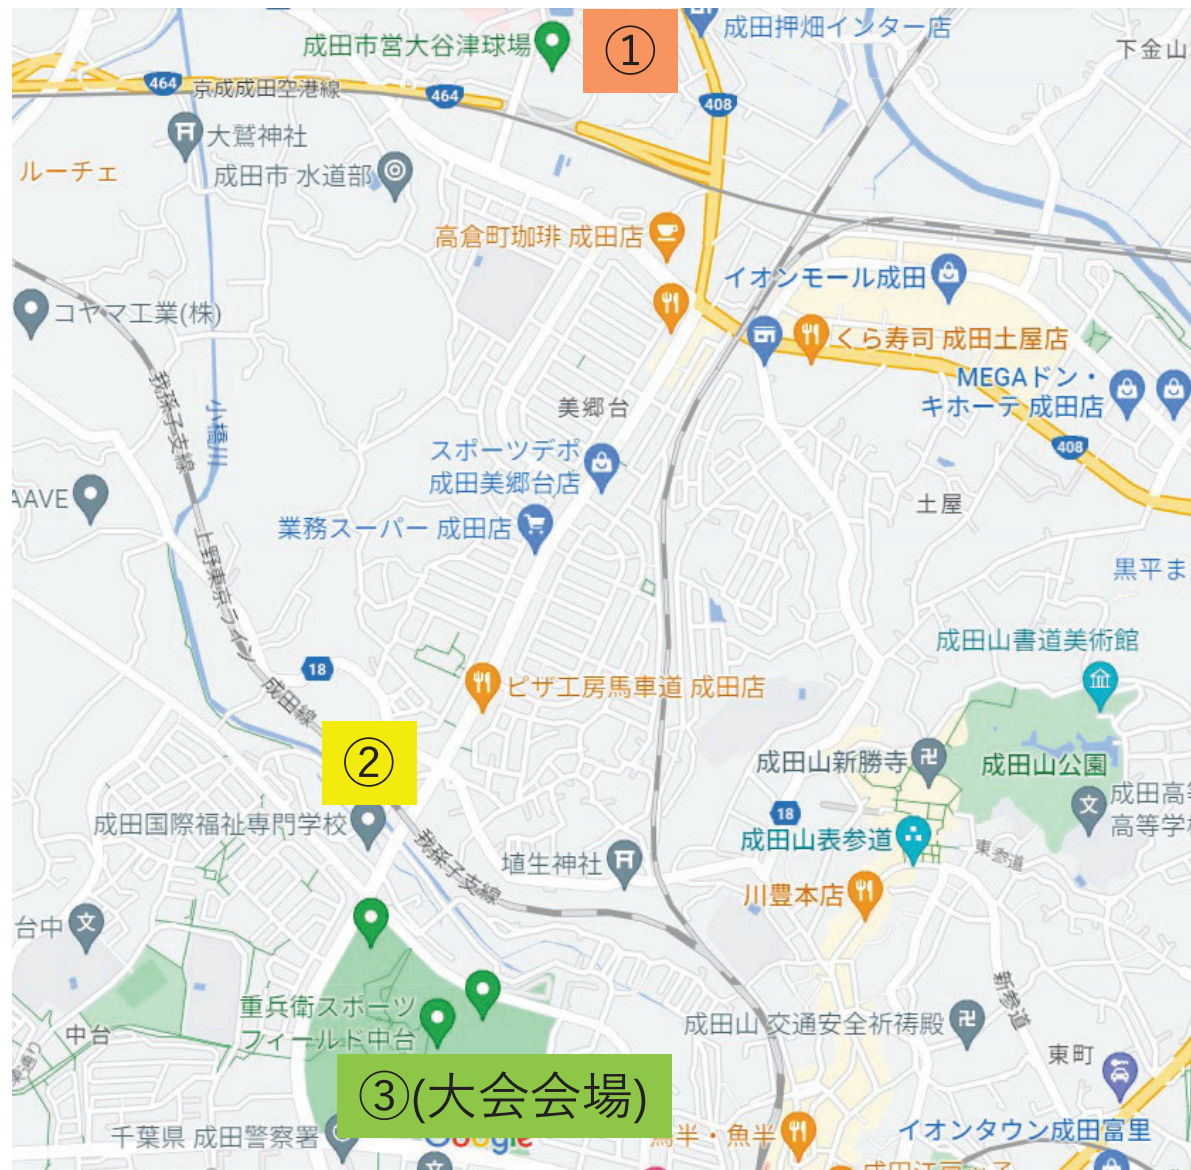 成田市営大谷津球場
①
成田押畑インター店
下金山
464
京成成田空港線
464
408
大鷲神社
ルーチェ
成田市 水道部
高倉町珈琲 成田店
イオンモール成田
コヤマ工業(株)
くら寿司 成田土屋店
MEGAドン・
キホーテ 成田店
我孫子支線
小橋川
美郷台
408
スポーツデポ
成田美郷台店
AAVE
土屋
業務スーパー 成田店
上野東京ライン
黒平ま
成田山書道美術館
18
成田線
ピザ工房馬車道 成田店
②
成田山新勝寺
成田山公園
成田高等
高等学校
18
成田国際福祉専門学校
我孫子支線
成田山表参道
東参道
埴生神社
川豊本店
台中
重兵衛スポーツ
フィールド中台
成田山 交通安全祈祷殿
新参道
中台
東町
③(大会会場)
千葉県 成田警察署
Google
魚半
イオンタウン成田富里